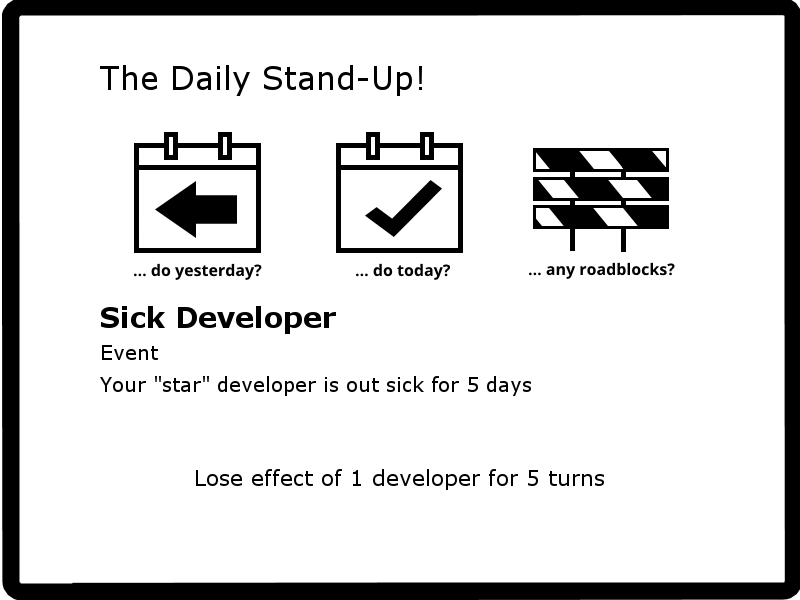 The Daily Stand-Up!
... do yesterday?
... do today?
... any roadblocks?
Sick Developer
Event
Your "star" developer is out sick for 5 days
Lose effect of 1 developer for 5 turns